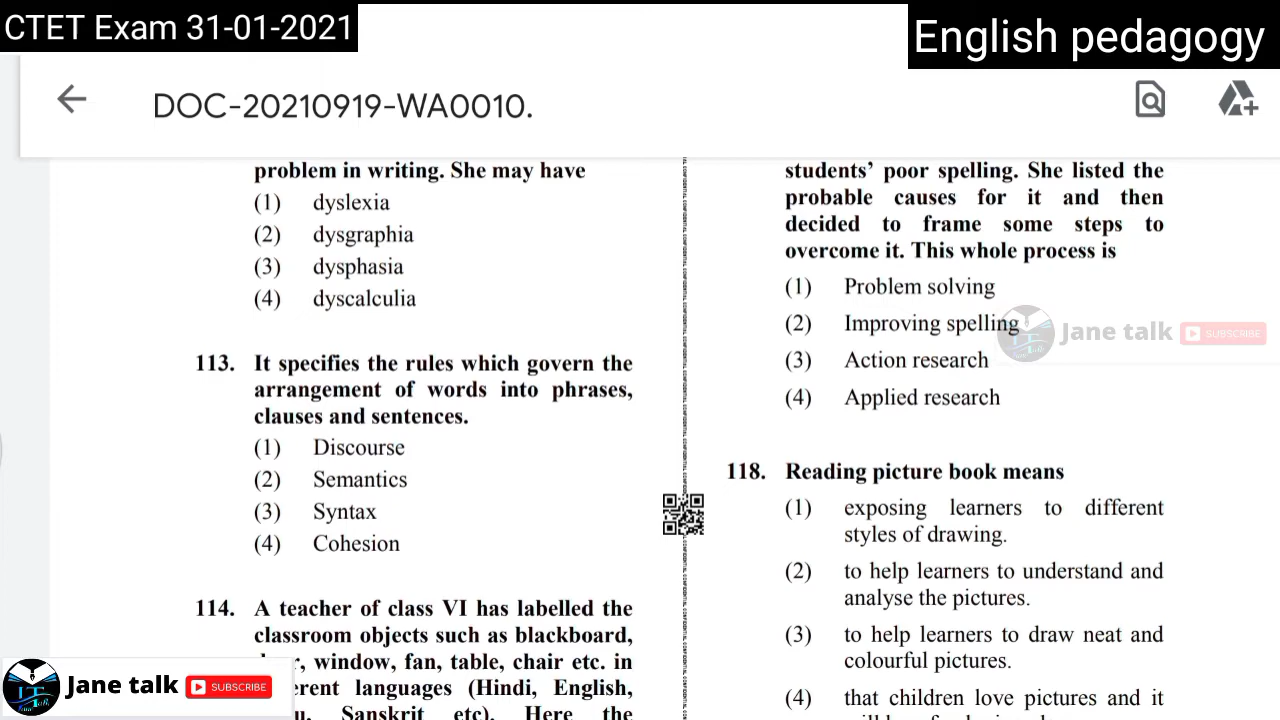 CTET Exam 31-01-2021
English pedagogy
DOC-20210919-WA0010.
problem in writing. She may have
(1) dyslexia
(2) dysgraphia
(3) dysphasia
(4) dyscalculia
113. It specifies the rules which govern the
arrangement of words into phrases,
clauses and sentences.
(1) Discourse
(2) Semantics
(3) Syntax
(4) Cohesion
114. A teacher of class VI has labelled the
classroom objects such as blackboard,
window, fan, table, chair etc. in
languages (Hindi, English,
Sanskrit etc). Here the
students' poor spelling. She listed the
probable causes for it and then
decided to frame some steps to
overcome it. This whole process is
(1) Problem solving
(2) Improving spelling
(3) Action research
(4) Applied research
118. Reading picture book means
(1) exposing learners to different
styles of drawing.
(2) to help learners to understand and
analyse the pictures.
(3) to help learners to draw neat and
colourful pictures.
(4) that children love pictures and it
Jane talk SUBSCRIBE
Jane talk SUBSCRIBE